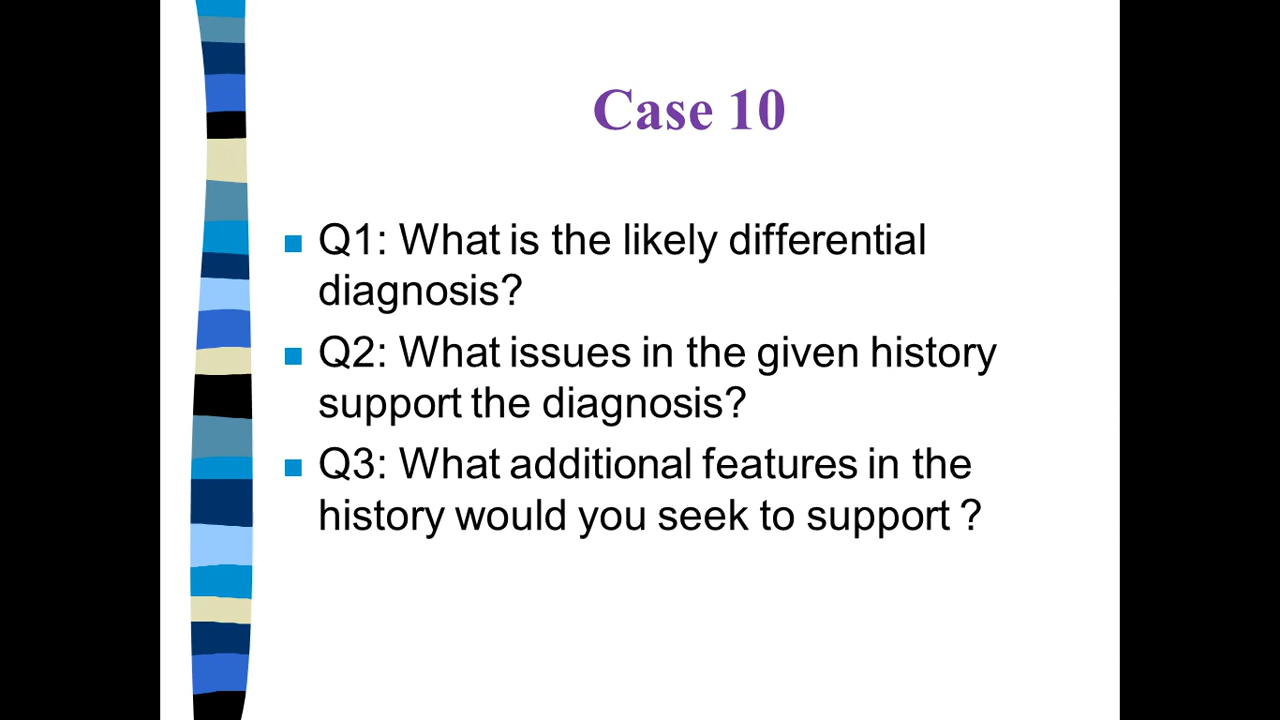 Case 10
Q1: What is the likely differential
diagnosis?
Q2: What issues in the given history
support the diagnosis?
Q3: What additional features in the
history would you seek to support ?